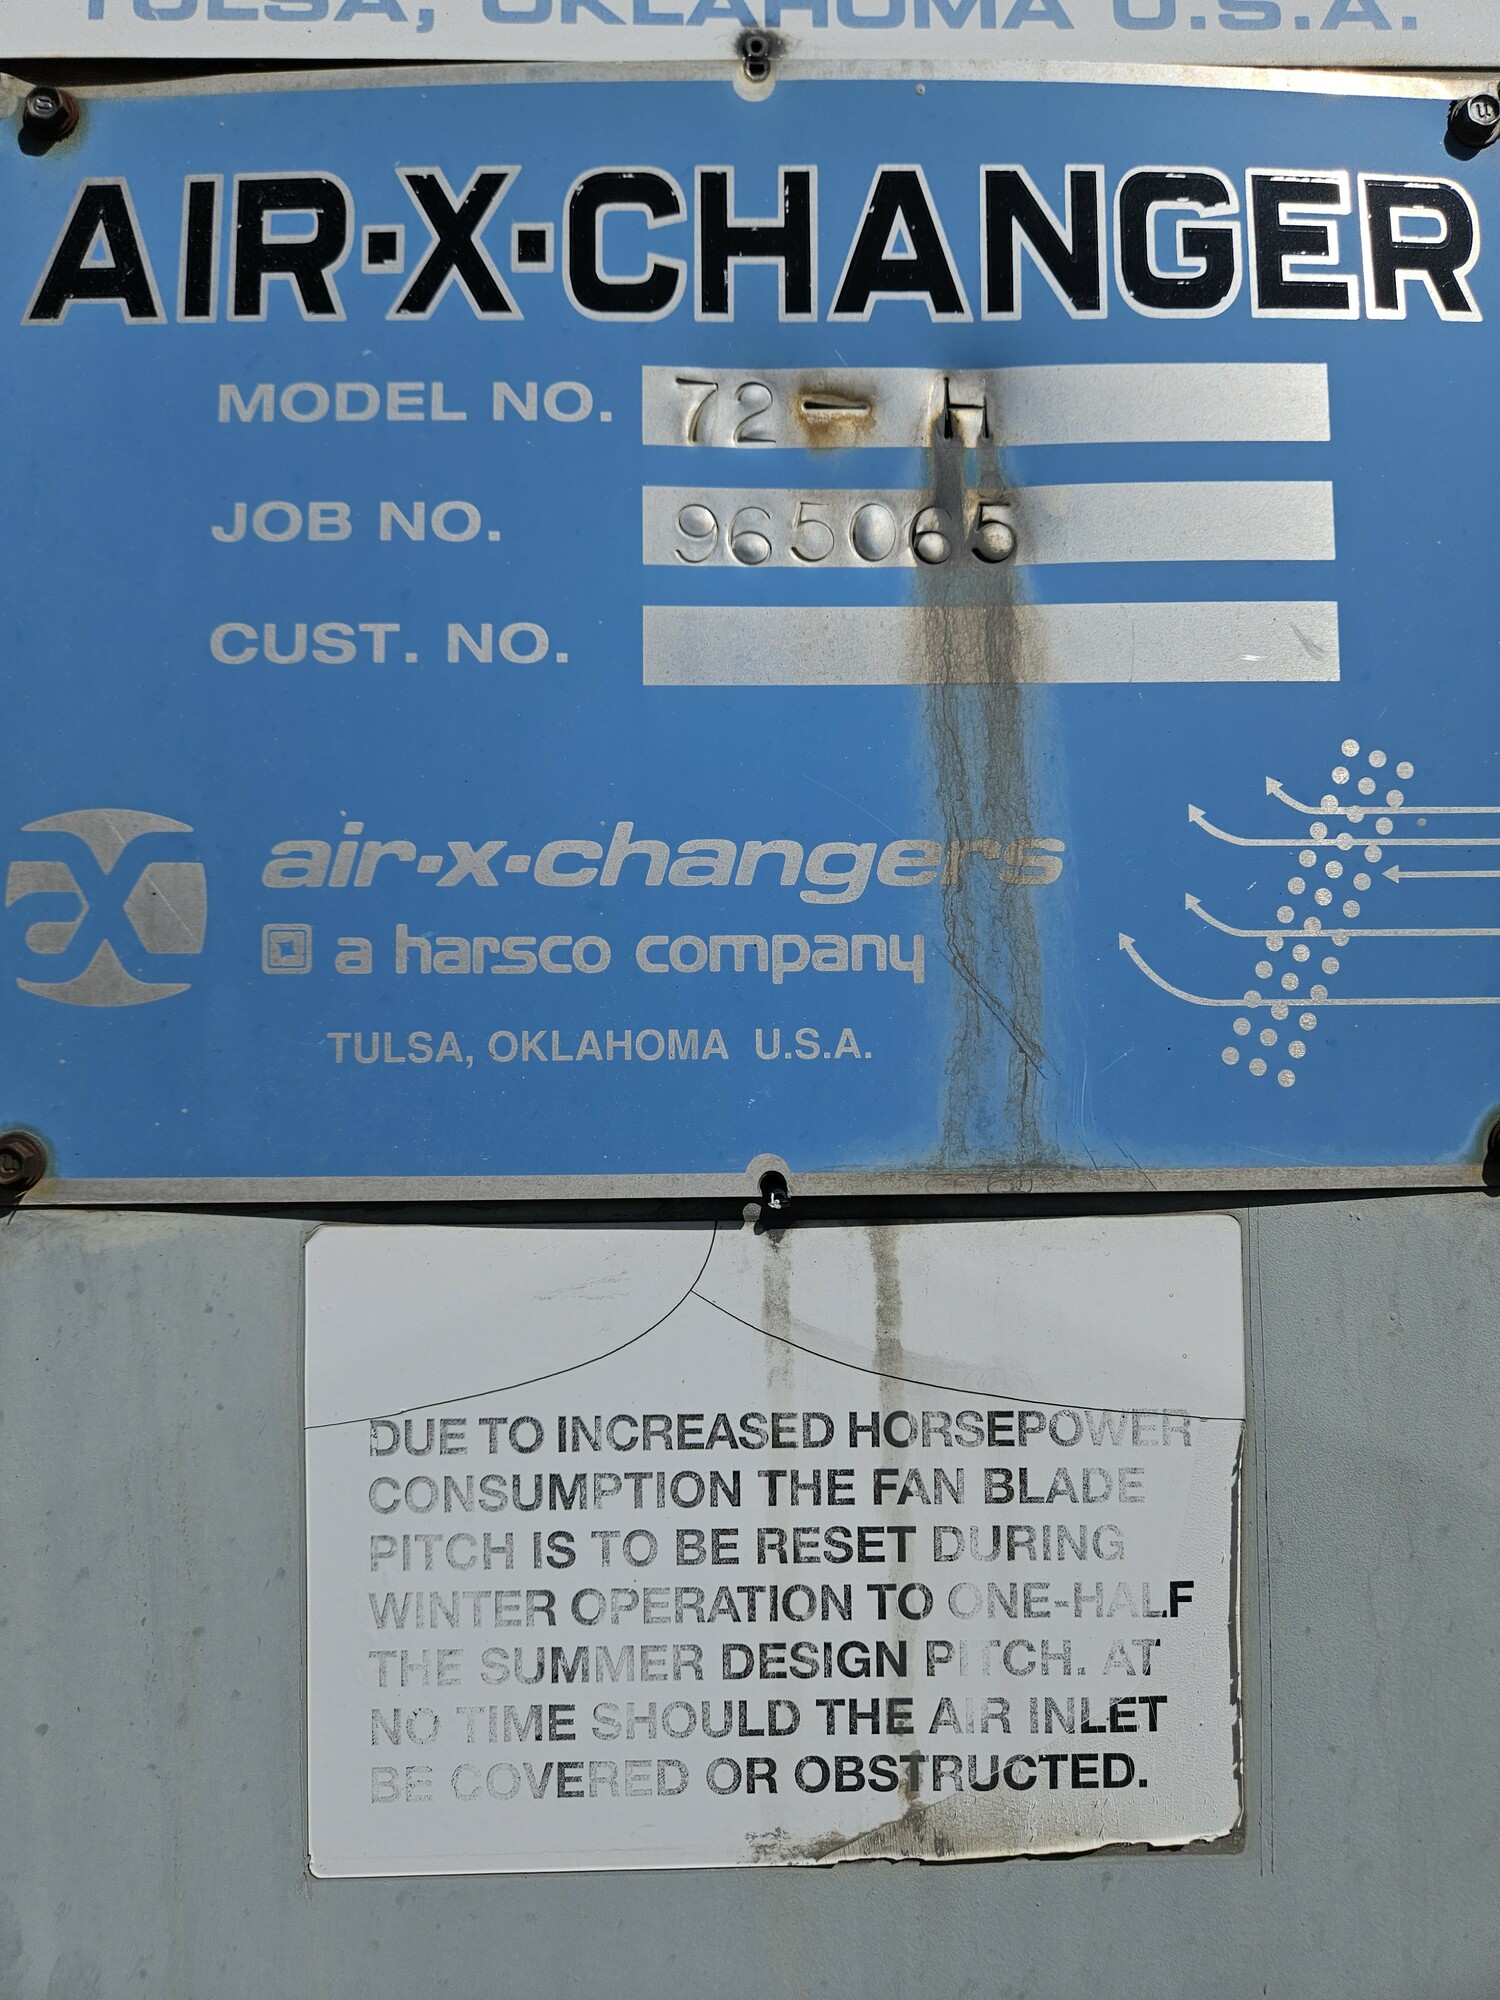 TULSA, OKLAHOMA U.S.A.
AIR·X·CHANGER
MODEL NO. 72 - H
JOB NO. 965065
CUST. NO.
aX
air·x·changers
a harsco company
TULSA, OKLAHOMA U.S.A.
DUE TO INCREASED HORSEPOWER
CONSUMPTION THE FAN BLADE
PITCH IS TO BE RESET DURING
WINTER OPERATION TO ONE-HALF
THE SUMMER DESIGN PITCH. AT
NO TIME SHOULD THE AIR INLET
BE COVERED OR OBSTRUCTED.